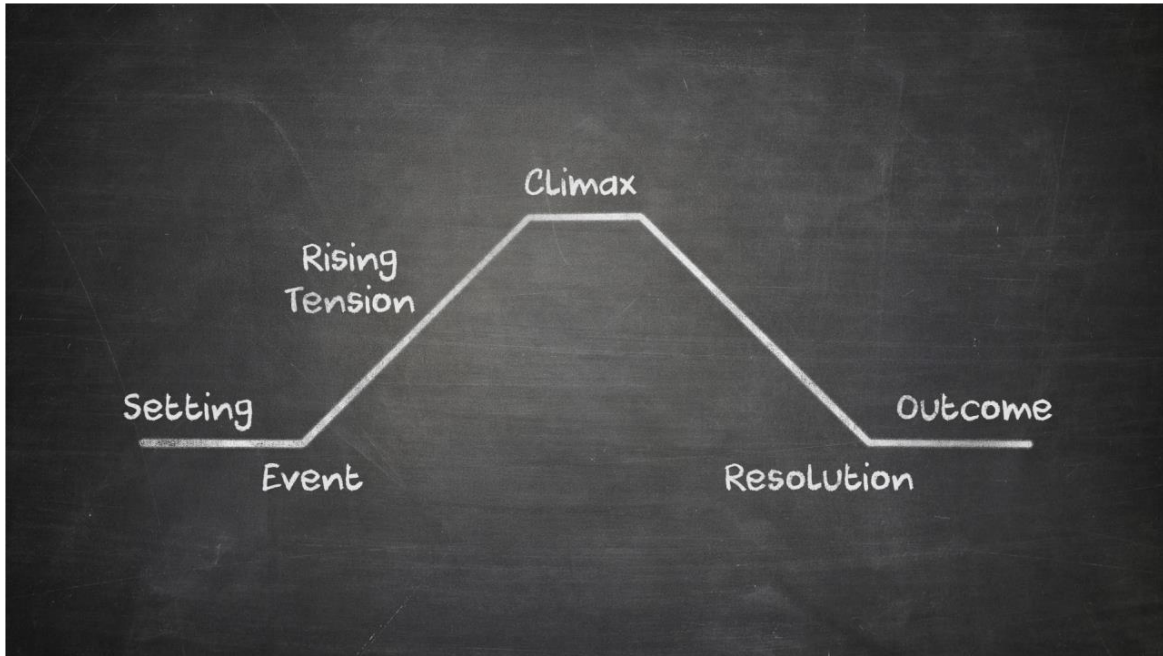 Climax
Rising
Tension
Setting
Outcome
Event
Resolution